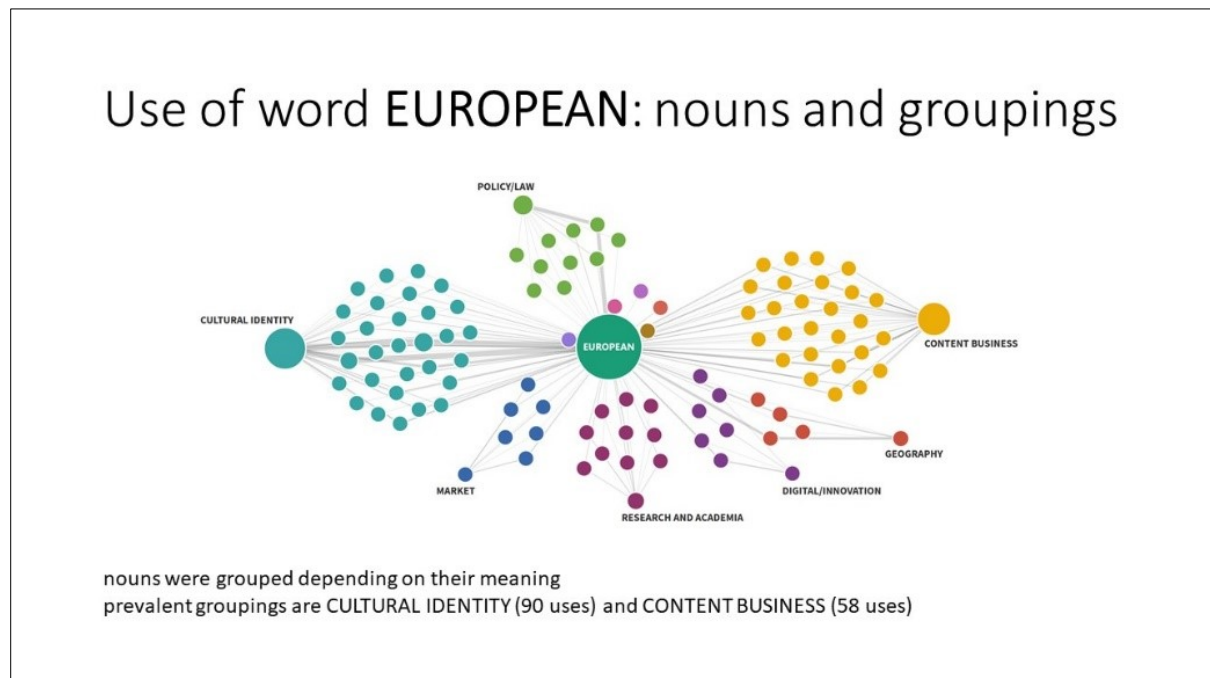 Use of word EUROPEAN: nouns and groupings
POLICY/LAW
CULTURAL IDENTITY
EUROPEAN
CONTENT BUSINESS
GEOGRAPHY
MARKET
DIGITAL/INNOVATION
RESEARCH AND ACADEMIA
nouns were grouped depending on their meaning
prevalent groupings are CULTURAL IDENTITY (90 uses) and CONTENT BUSINESS (58 uses)